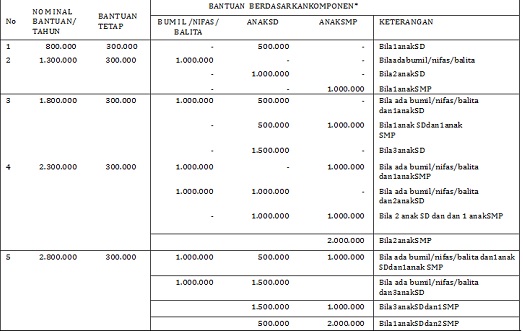 BANTUAN BERDASARKANKOMPONEN*
No NOMINAL BANTUAN/ TAHUN BANTUAN TETAP BUMIL /NIFAS / BALITA ANAKSD ANAKSMP KETERANGAN
1 800.000 300.000 - 500.000 - Bila1anakSD
2 1.300.000 300.000 1.000.000 - - Bilaadabumil/nifas/balita
- 1.000.000 - Bila2anakSD
- - 1.000.000 Bila1anakSMP
3 1.800.000 300.000 1.000.000 500.000 - Bila ada bumil/nifas/balita
dan1anakSD
- 500.000 1.000.000 Bila1anak SDdan1anak
SMP
- 1.500.000 - Bila3anakSD
4 2.300.000 300.000 1.000.000 - 1.000.000 Bila ada bumil/nifas/balita
dan1anakSMP
1.000.000 1.000.000 - Bila ada bumil/nifas/balita
dan2anakSD
- 1.000.000 1.000.000 Bila 2 anak SD dan dan 1 anakSMP
2.000.000 Bila2anakSMP
5 2.800.000 300.000 1.000.000 500.000 1.000.000 Bila ada bumil/nifas/balita dan1anak
SDdan1anak SMP
1.000.000 1.500.000 Bila ada bumil/nifas/balita
dan3anakSD
1.500.000 1.000.000 Bila3anakSDdan1SMP
500.000 2.000.000 Bila1anakSDdan2SMP